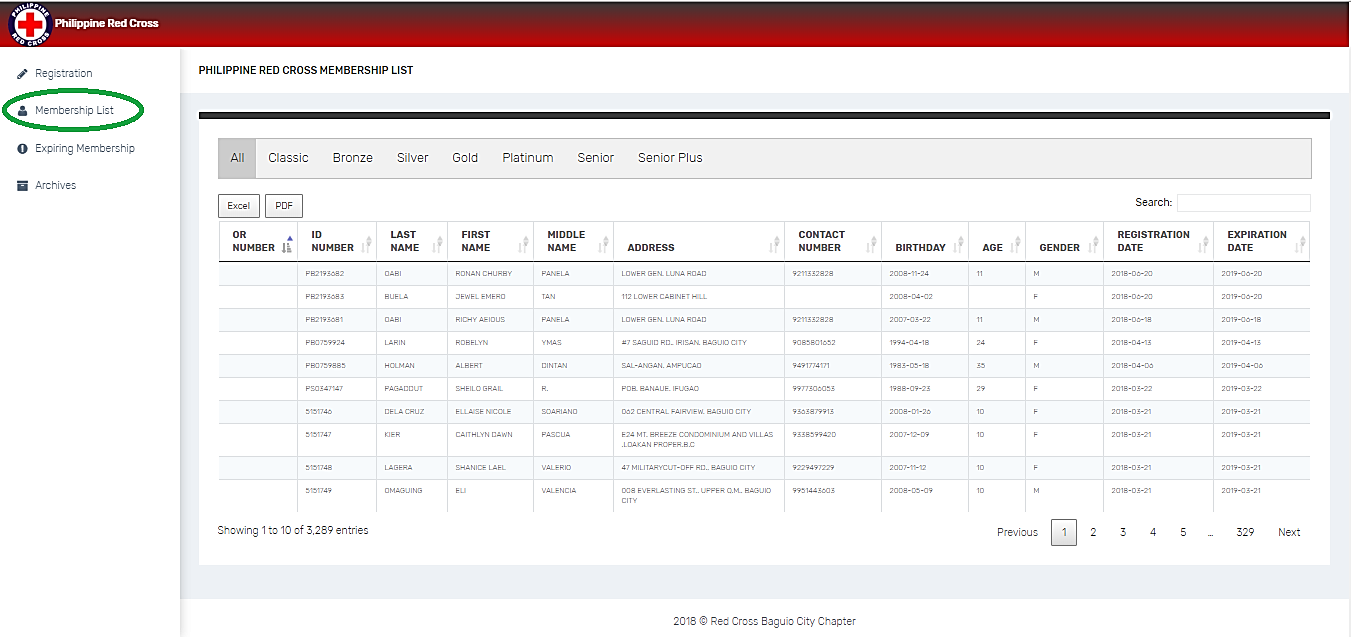 PHILIPPINE
RED CROSS
Philippine Red Cross
Registration
Membership List
Expiring Membership
Archives
PHILIPPINE RED CROSS MEMBERSHIP LIST
All Classic Bronze Silver Gold Platinum Senior Senior Plus
Excel PDF
Search:
OR NUMBER ID NUMBER LAST NAME FIRST NAME MIDDLE NAME ADDRESS CONTACT NUMBER BIRTHDAY AGE GENDER REGISTRATION DATE EXPIRATION DATE
PB2193682 GABI RONAN CHURBY PANELA LOWER GEN. LUNA ROAD 9211332828 2008-11-24 11 M 2018-06-20 2019-06-20
PB2193683 BUELA JEWEL EMERO TAN 112 LOWER CABINET HILL 2008-04-02 F 2018-06-20 2019-06-20
PB2193681 GABI RICHY AEIOUS PANELA LOWER GEN. LUNA ROAD 9211332828 2007-03-22 11 M 2018-06-18 2019-06-18
PB0759924 LARIN ROBELYN YMAS #7 SAGUID RD., IRISAN, BAGUIO CITY 9085801652 1994-04-18 24 F 2018-04-13 2019-04-13
PB0759885 HOLMAN ALBERT DINTAN SAL-ANGAN, AMPUCAO 9491774171 1983-05-18 35 M 2018-04-06 2019-04-06
PS0347147 PAGADDUT SHEILO GRAIL R. POB. BANAUE, IFUGAO 9977306053 1988-09-23 29 F 2018-03-22 2019-03-22
5151746 DELA CRUZ ELLAISE NICOLE SOARIANO 062 CENTRAL FAIRVIEW, BAGUIO CITY 9363879913 2008-01-26 10 F 2018-03-21 2019-03-21
5151747 KIER CAITHLYN DAWN PASCUA E24 MT. BREEZE CONDOMINIUM AND VILLAS 9338599420 2007-12-09 10 F 2018-03-21 2019-03-21
,LOAKAN PROPER,B.C
5151748 LAGERA SHANICE LAEL VALERIO 47 MILITARYCUT-OFF RD., BAGUIO CITY 9229497229 2007-11-12 10 F 2018-03-21 2019-03-21
5151749 OMAGUING ELI VALENCIA 008 EVERLASTING ST., UPPER Q.M., BAGUIO 9951443603 2008-05-09 10 M 2018-03-21 2019-03-21
CITY
Showing 1 to 10 of 3,289 entries
Previous 1 2 3 4 5 … 329 Next
2018 © Red Cross Baguio City Chapter